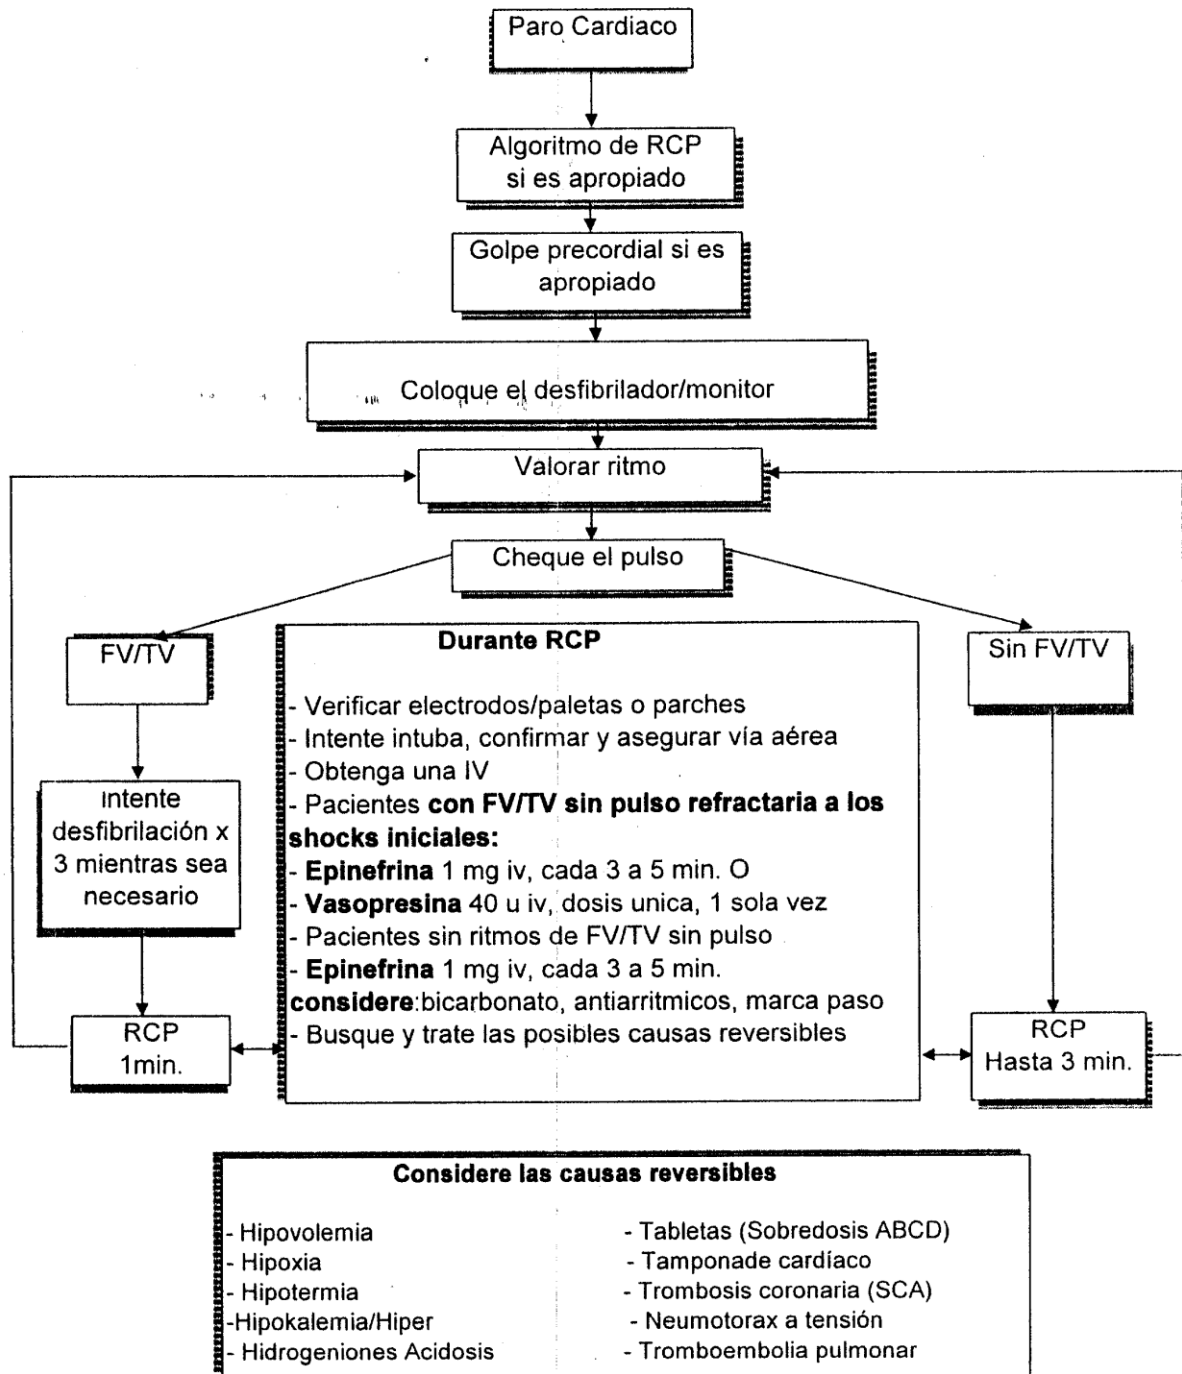 Paro Cardiaco
Algoritmo de RCP
si es apropiado
Golpe precordial si es
apropiado
Coloque el desfibrilador/monitor
Valorar ritmo
Cheque el pulso
FV/TV
Intente
desfibrilación x
3 mientras sea
necesario
RCP
1min.
Durante RCP
- Verificar electrodos/paletas o parches
- Intente intuba, confirmar y asegurar vía aérea
- Obtenga una IV
- Pacientes con FV/TV sin pulso refractaria a los
shocks iniciales:
- Epinefrina 1 mg iv, cada 3 a 5 min. O
- Vasopresina 40 u iv, dosis unica, 1 sola vez
- Pacientes sin ritmos de FV/TV sin pulso
- Epinefrina 1 mg iv, cada 3 a 5 min.
considere:bicarbonato, antiarritmicos, marca paso
- Busque y trate las posibles causas reversibles
Sin FV/TV
RCP
Hasta 3 min.
Considere las causas reversibles
- Hipovolemia
- Hipoxia
- Hipotermia
-Hipokalemia/Hiper
- Hidrogeniones Acidosis
- Tabletas (Sobredosis ABCD)
- Tamponade cardíaco
- Trombosis coronaria (SCA)
- Neumotorax a tensión
- Tromboembolia pulmonar